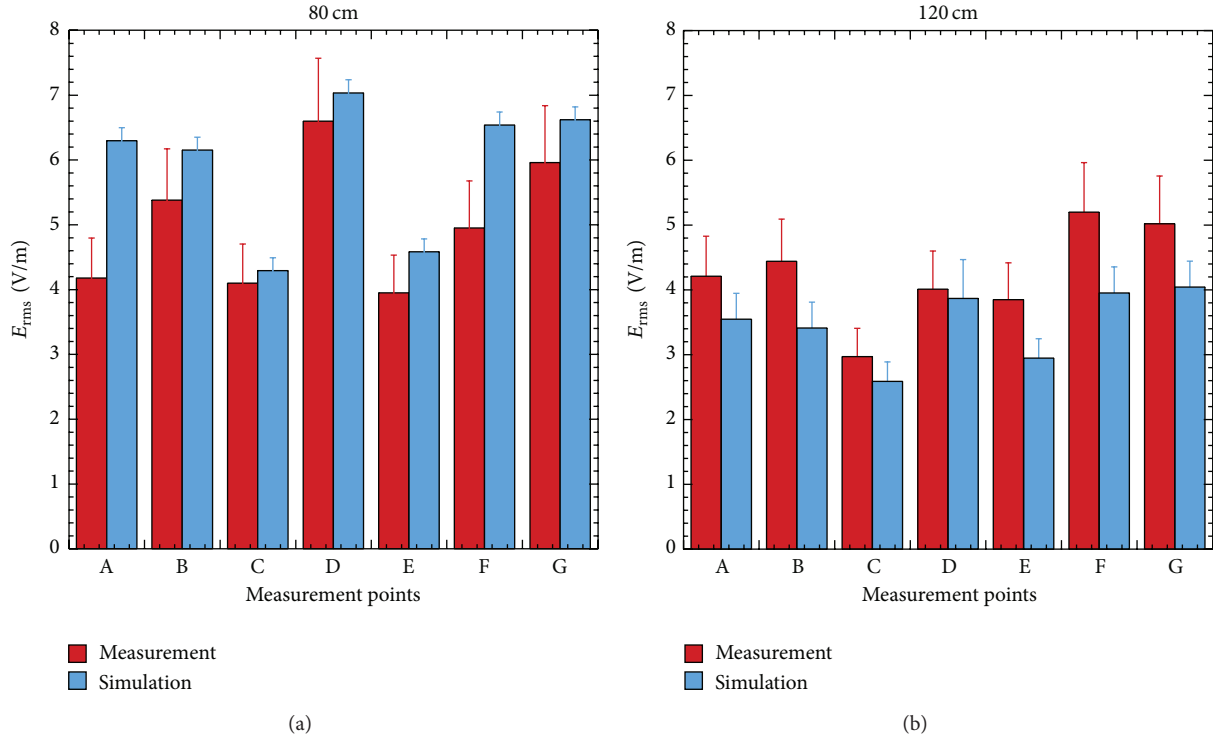 80 cm
8
7
6
5
4
3
2
1
0
E_rms (V/m)
A B C D E F G
Measurement points
Measurement
Simulation
(a)
120 cm
8
7
6
5
4
3
2
1
0
E_rms (V/m)
A B C D E F G
Measurement points
Measurement
Simulation
(b)